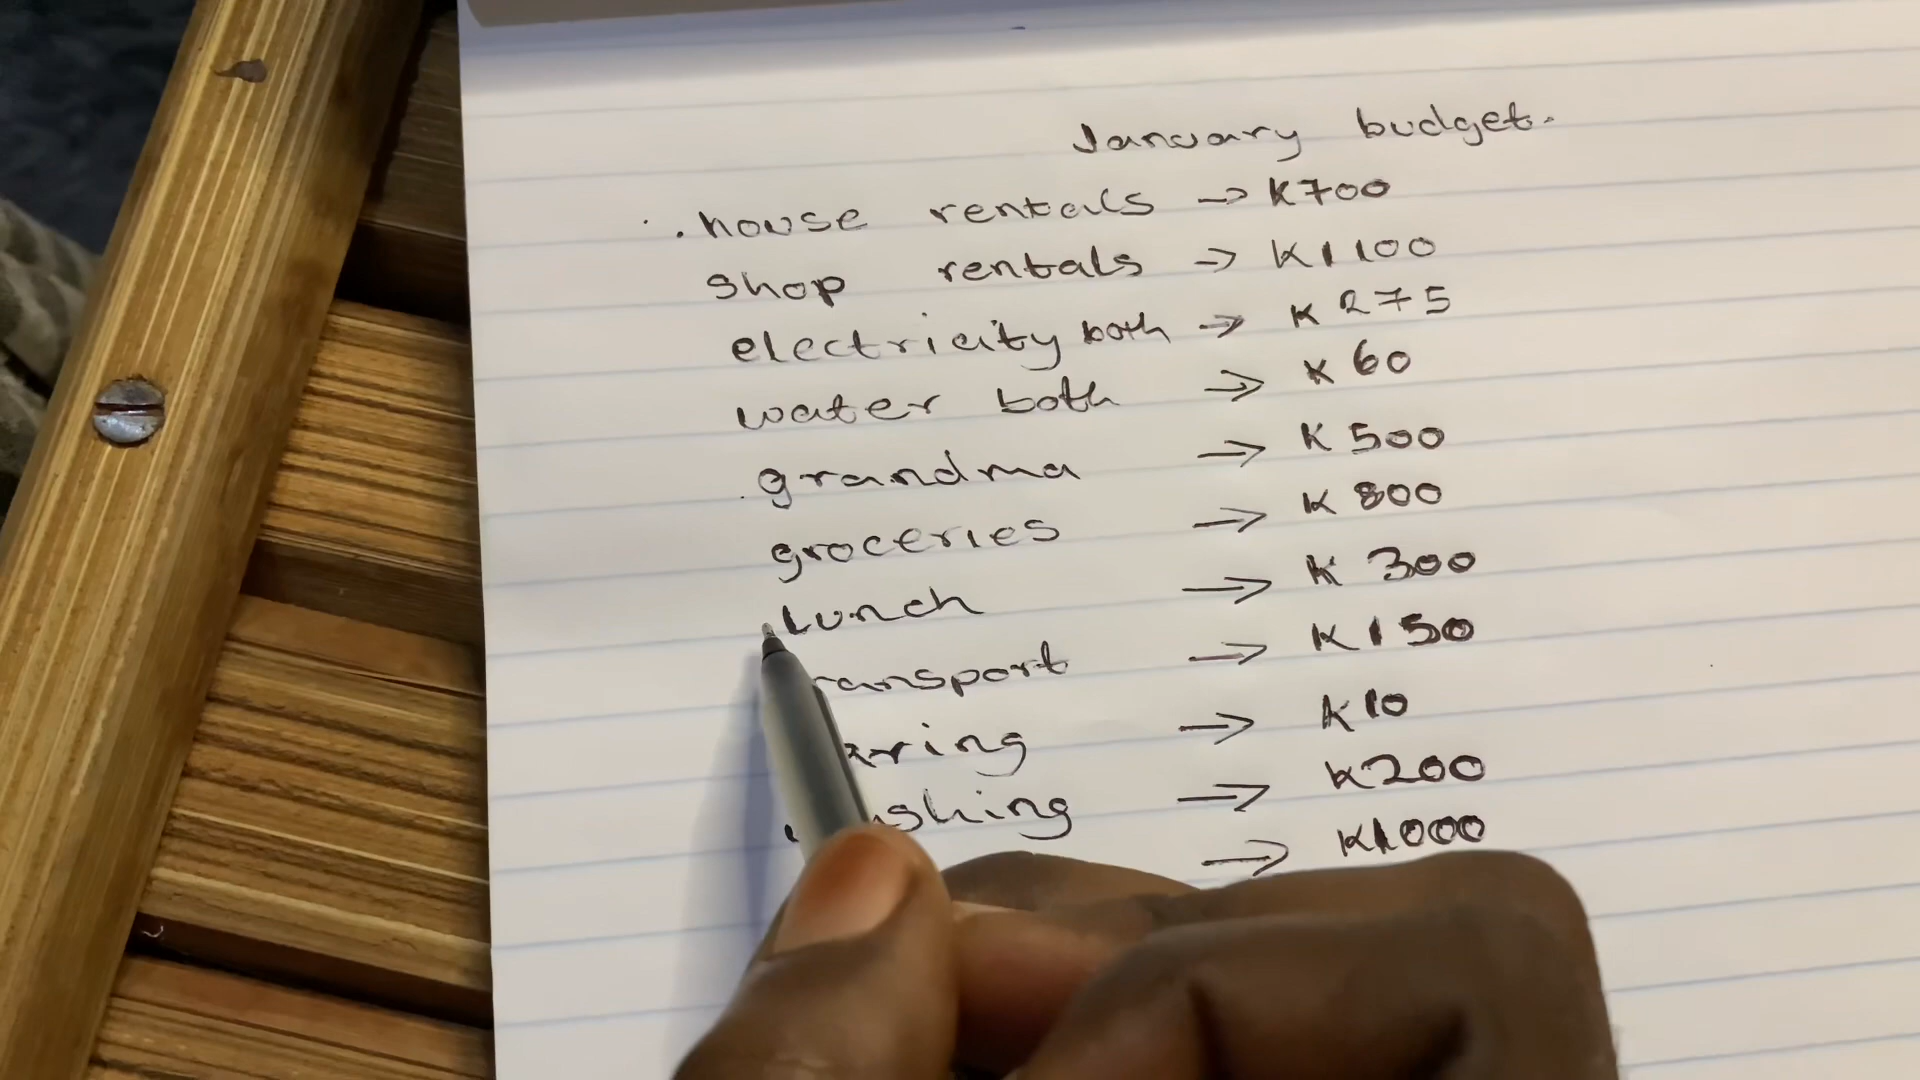 January budget.
house rentals → K700
shop rentals → K1100
electricity both → K275
water both → K60
grandma → K500
groceries → K800
Lunch → K300
ransport → K150
→ K10
→ K200
→ K1000